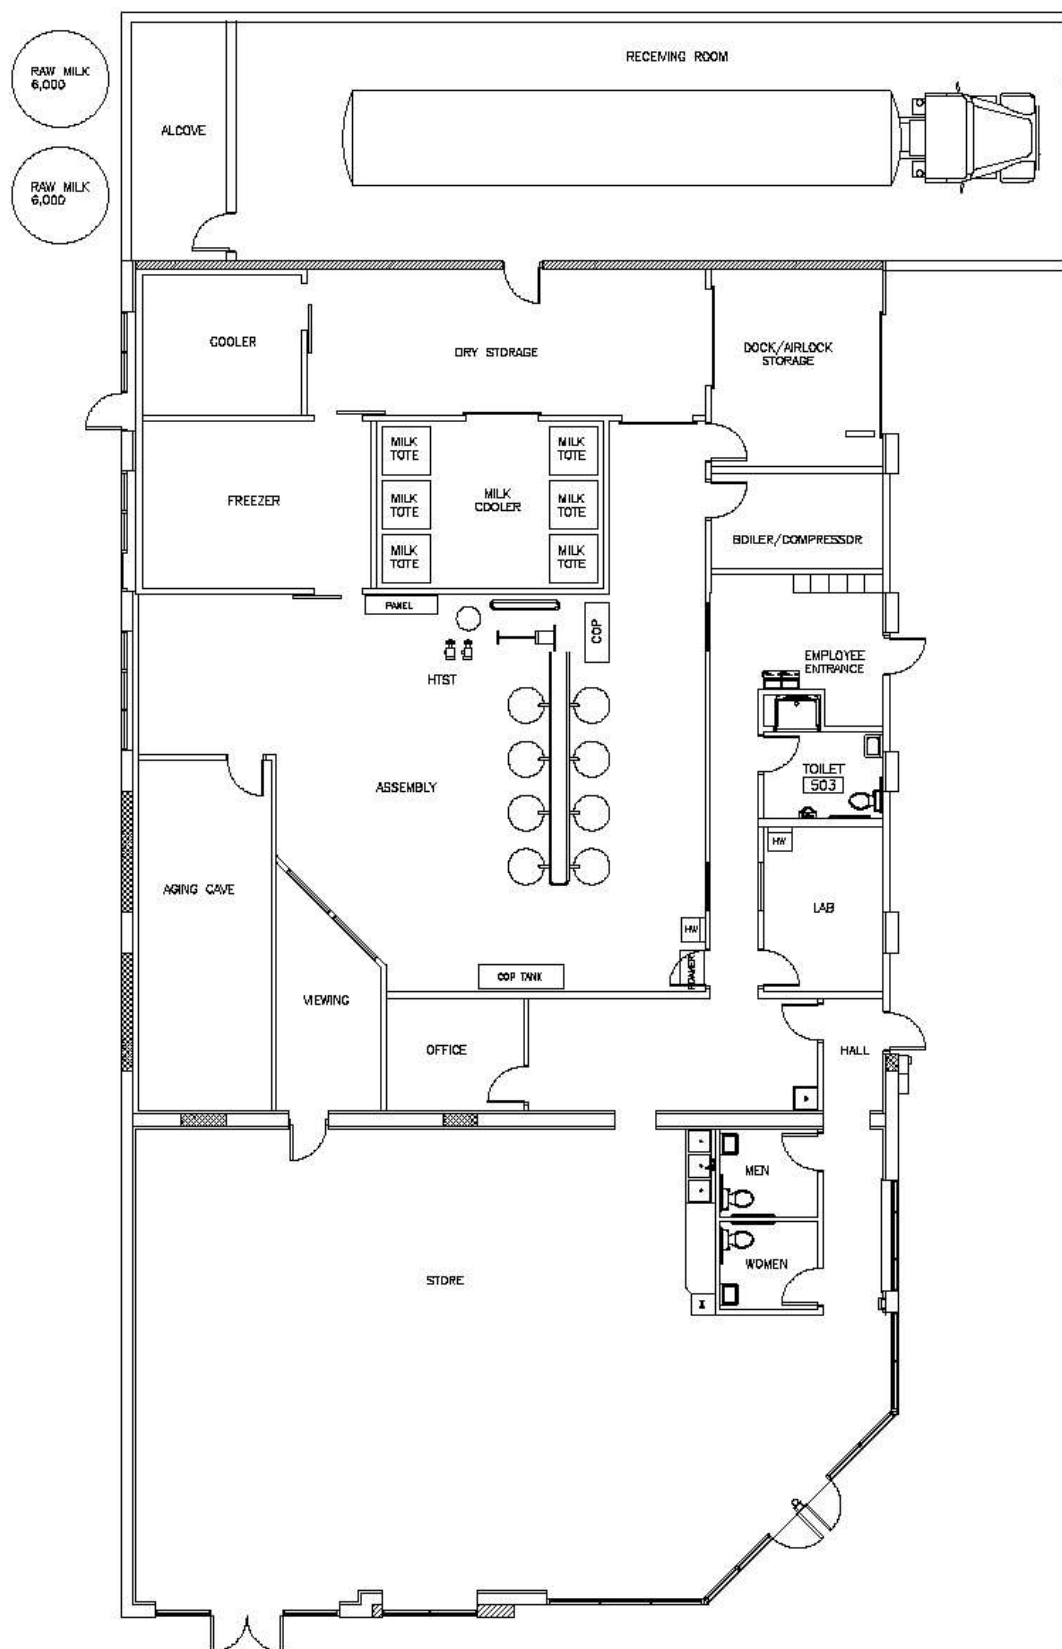 RECEIVING ROOM
RAW MILK
6,000
ALCOVE
RAW MILK
6,000
COOLER
DRY STORAGE
DOCK/AIRLOCK
STORAGE
MILK
TOTE
MILK
TOTE
FREEZER
MILK
TOTE
MILK
COOLER
MILK
TOTE
MILK
TOTE
MILK
TOTE
BOILER/COMPRESSOR
PANEL
COP
HTST
EMPLOYEE
ENTRANCE
TOILET
503
ASSEMBLY
HW
AGING CAVE
LAB
HW
FOAMER
COP TANK
VIEWING
OFFICE
HALL
MEN
WOMEN
STORE
I